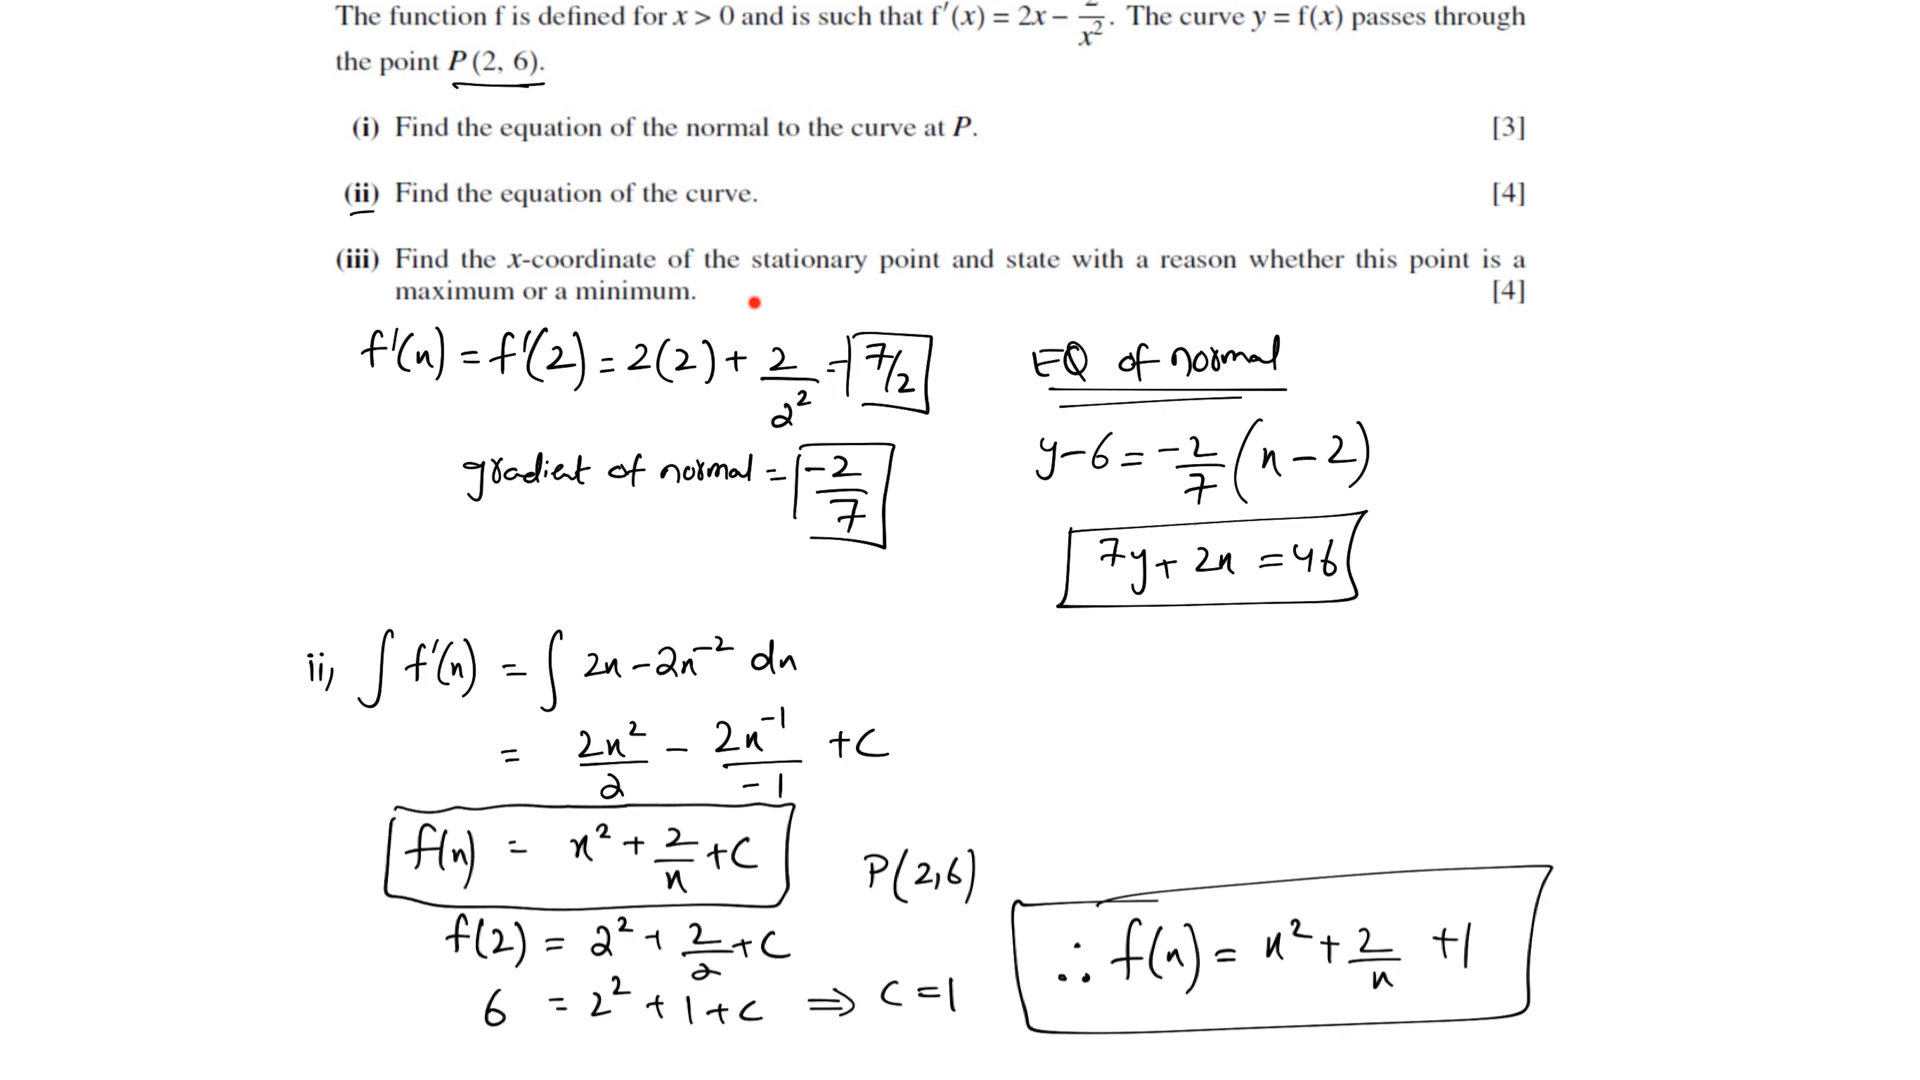 The function f is defined for x > 0 and is such that f′(x) = 2x − 2/x². The curve y = f(x) passes through
the point P(2, 6).
(i) Find the equation of the normal to the curve at P. [3]
(ii) Find the equation of the curve. [4]
(iii) Find the x-coordinate of the stationary point and state with a reason whether this point is a
maximum or a minimum. [4]
f'(n) = f'(2) = 2(2) + 2/2² = 7/2
gradient of normal = -2/7
EQ of normal
y-6 = -2/7 (n-2)
7y + 2n = 46
ii, ∫ f'(n) = ∫ 2n - 2n⁻² dn
= 2n²/2 - 2n⁻¹/-1 + C
f(n) = n² + 2/n + C
P(2,6)
f(2) = 2² + 2/2 + C
6 = 2² + 1 + C ⇒ C = 1
∴ f(n) = n² + 2/n + 1